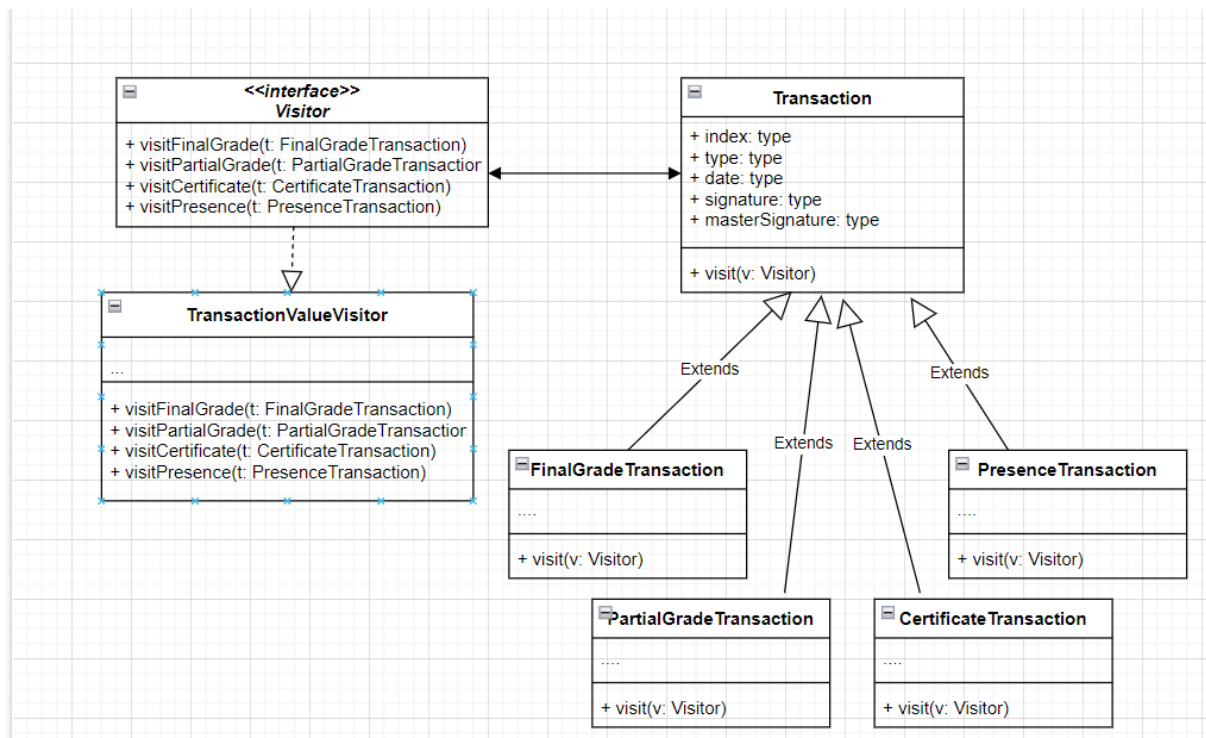 <<interface>>
Visitor
+ visitFinalGrade(t: FinalGradeTransaction)
+ visitPartialGrade(t: PartialGradeTransaction
+ visitCertificate(t: CertificateTransaction)
+ visitPresence(t: PresenceTransaction)
Transaction
+ index: type
+ type: type
+ date: type
+ signature: type
+ masterSignature: type
+ visit(v: Visitor)
TransactionValueVisitor
...
+ visitFinalGrade(t: FinalGradeTransaction)
+ visitPartialGrade(t: PartialGradeTransaction
+ visitCertificate(t: CertificateTransaction)
+ visitPresence(t: PresenceTransaction)
Extends
Extends
Extends
Extends
FinalGradeTransaction
....
+ visit(v: Visitor)
PresenceTransaction
....
+ visit(v: Visitor)
PartialGradeTransaction
....
+ visit(v: Visitor)
CertificateTransaction
....
+ visit(v: Visitor)